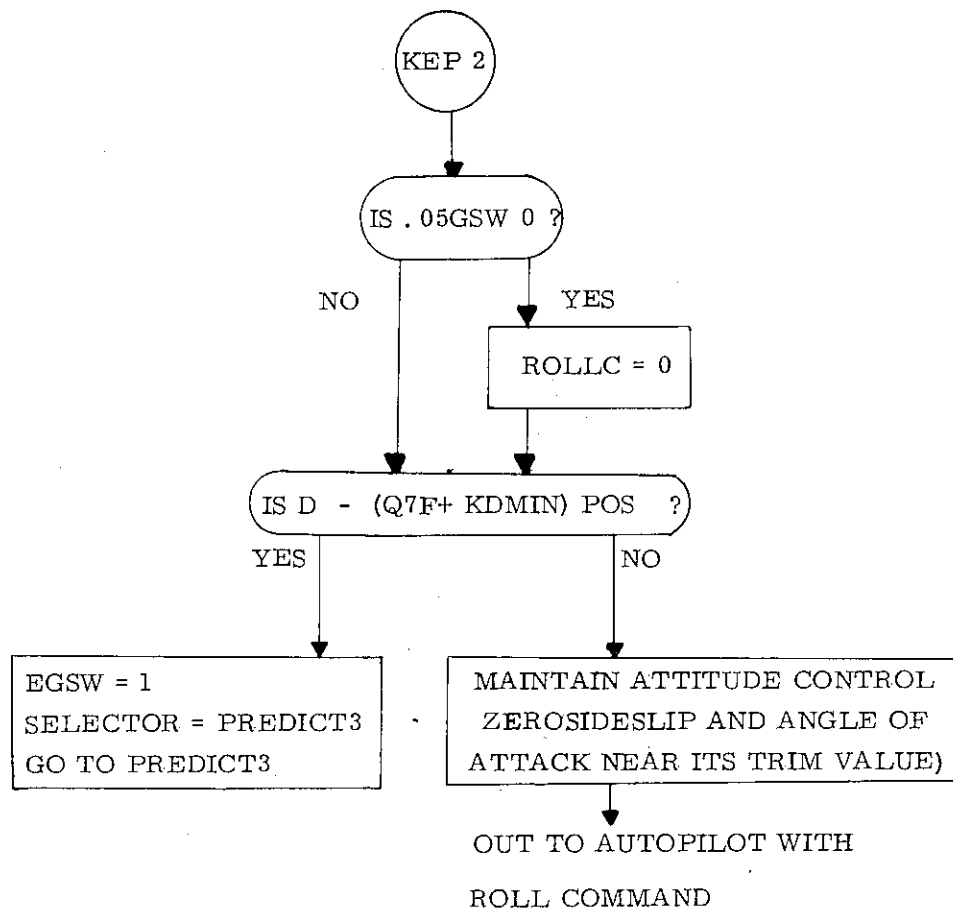 KEP 2
IS .05GSW 0 ?
NO
YES
ROLLC = 0
IS D - (Q7F+ KDMIN) POS ?
YES
NO
EGSW = 1
SELECTOR = PREDICT3
GO TO PREDICT3
MAINTAIN ATTITUDE CONTROL
ZEROSIDESLIP AND ANGLE OF
ATTACK NEAR ITS TRIM VALUE)
OUT TO AUTOPILOT WITH
ROLL COMMAND